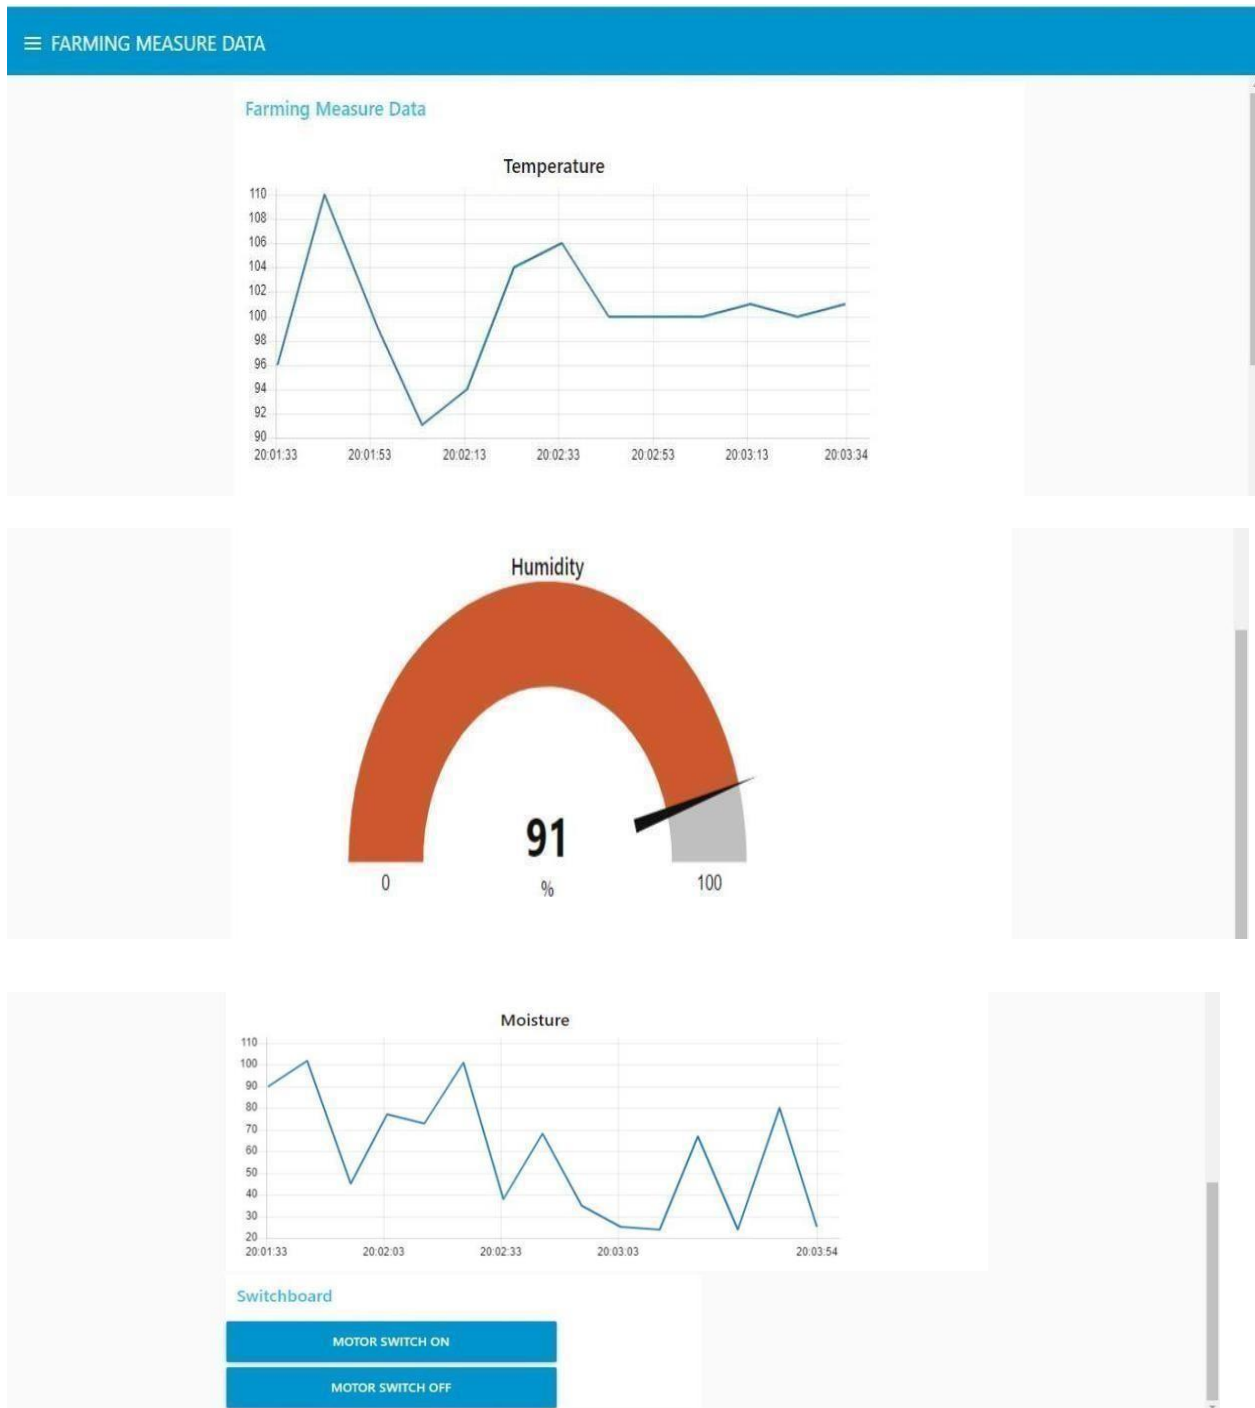 FARMING MEASURE DATA
Farming Measure Data
Temperature
110
108
106
104
102
100
98
96
94
92
90
20:01:33 20:01:53 20:02:13 20:02:33 20:02:53 20:03:13 20:03:34
Humidity
91
0 % 100
Moisture
110
100
90
80
70
60
50
40
30
20
20:01:33 20:02:03 20:02:33 20:03:03 20:03:54
Switchboard
MOTOR SWITCH ON
MOTOR SWITCH OFF